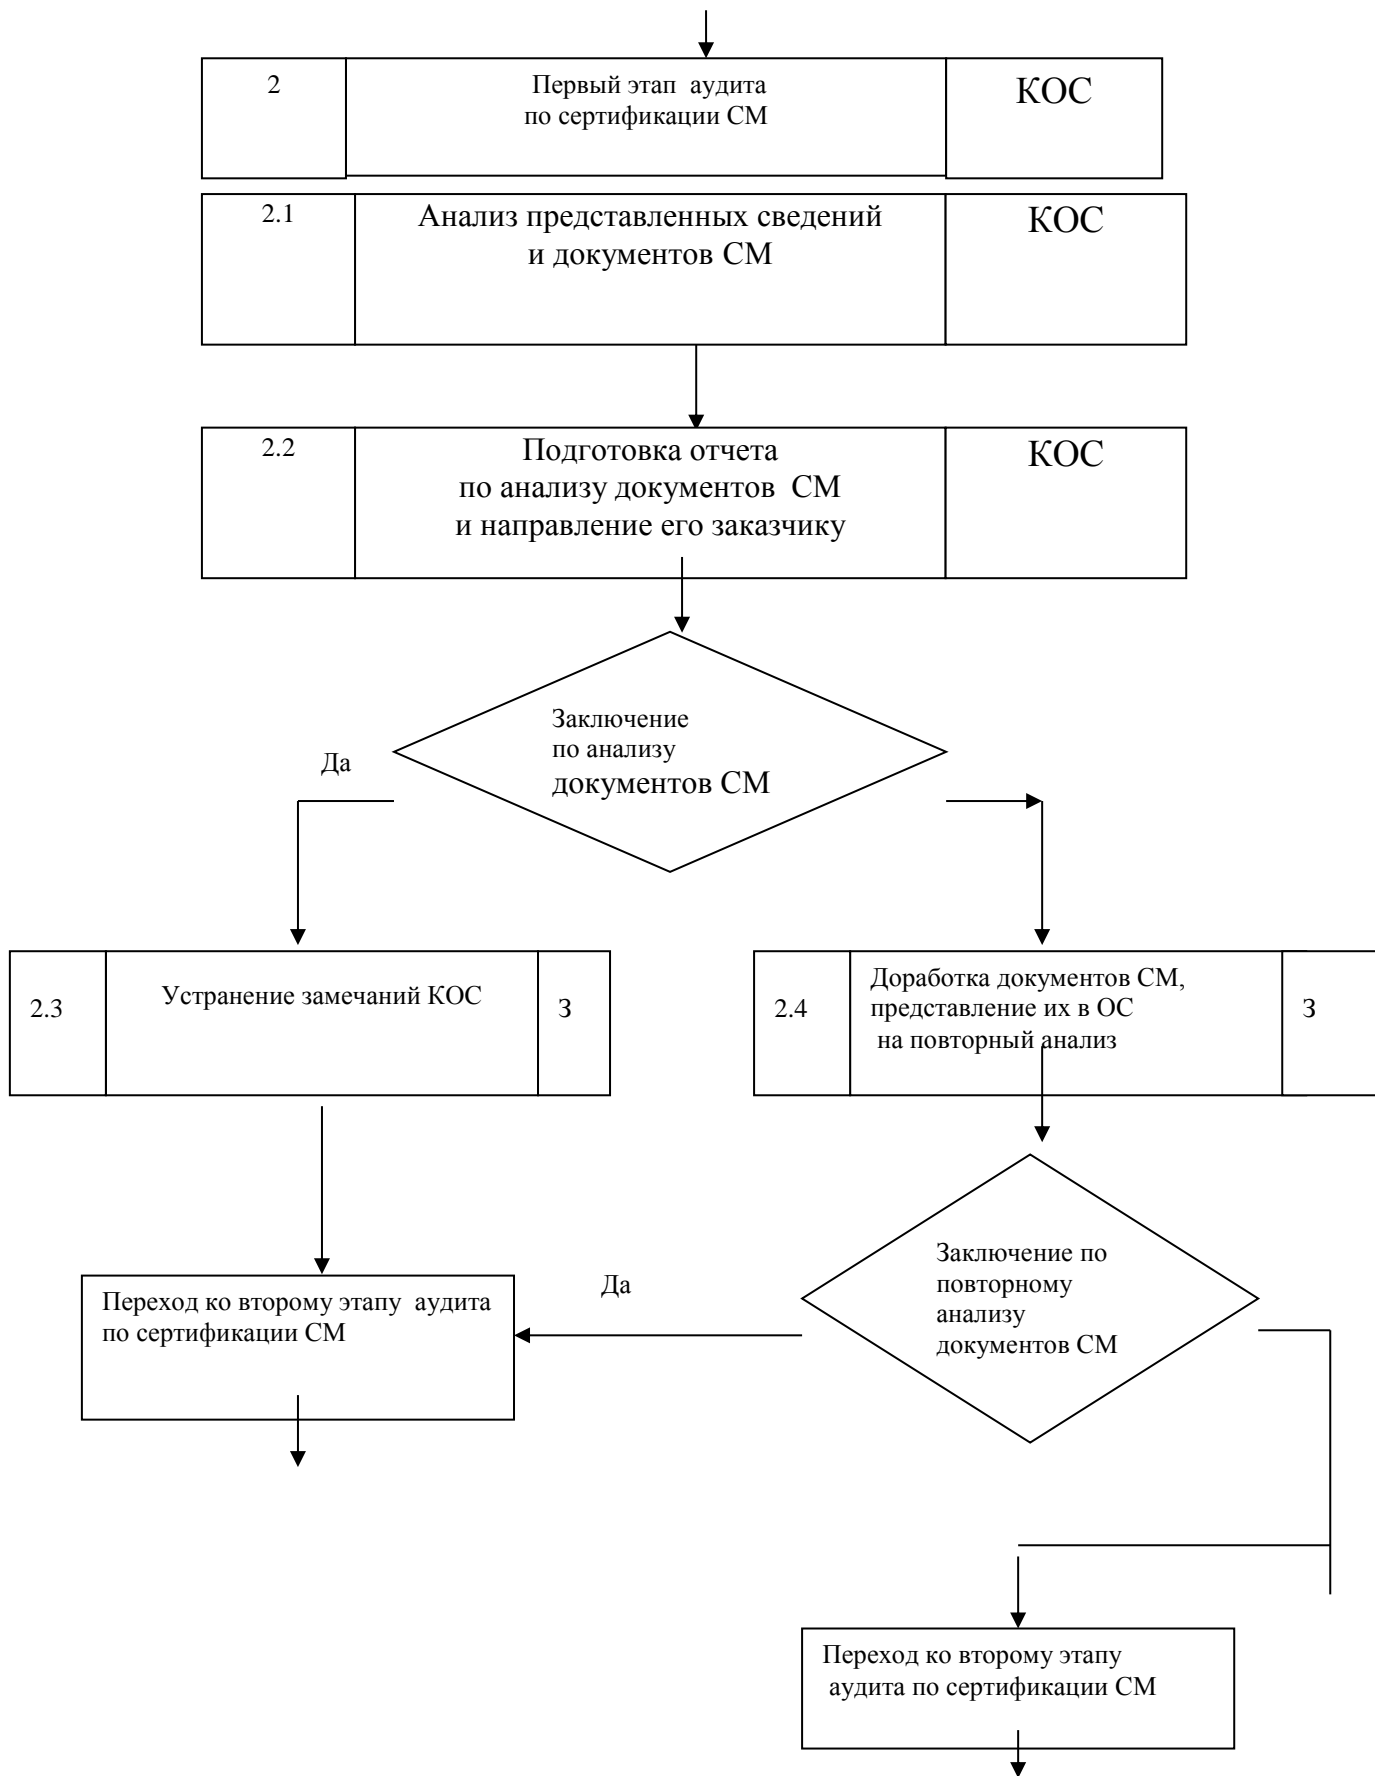 2
Первый этап аудита
по сертификации СМ
КОС
2.1
Анализ представленных сведений
и документов СМ
КОС
2.2
Подготовка отчета
по анализу документов СМ
и направление его заказчику
КОС
Заключение
по анализу
документов СМ
Да
2.3
Устранение замечаний КОС
З
2.4
Доработка документов СМ,
представление их в ОС
на повторный анализ
З
Заключение по
повторному
анализу
документов СМ
Да
Переход ко второму этапу аудита
по сертификации СМ
Переход ко второму этапу
аудита по сертификации СМ